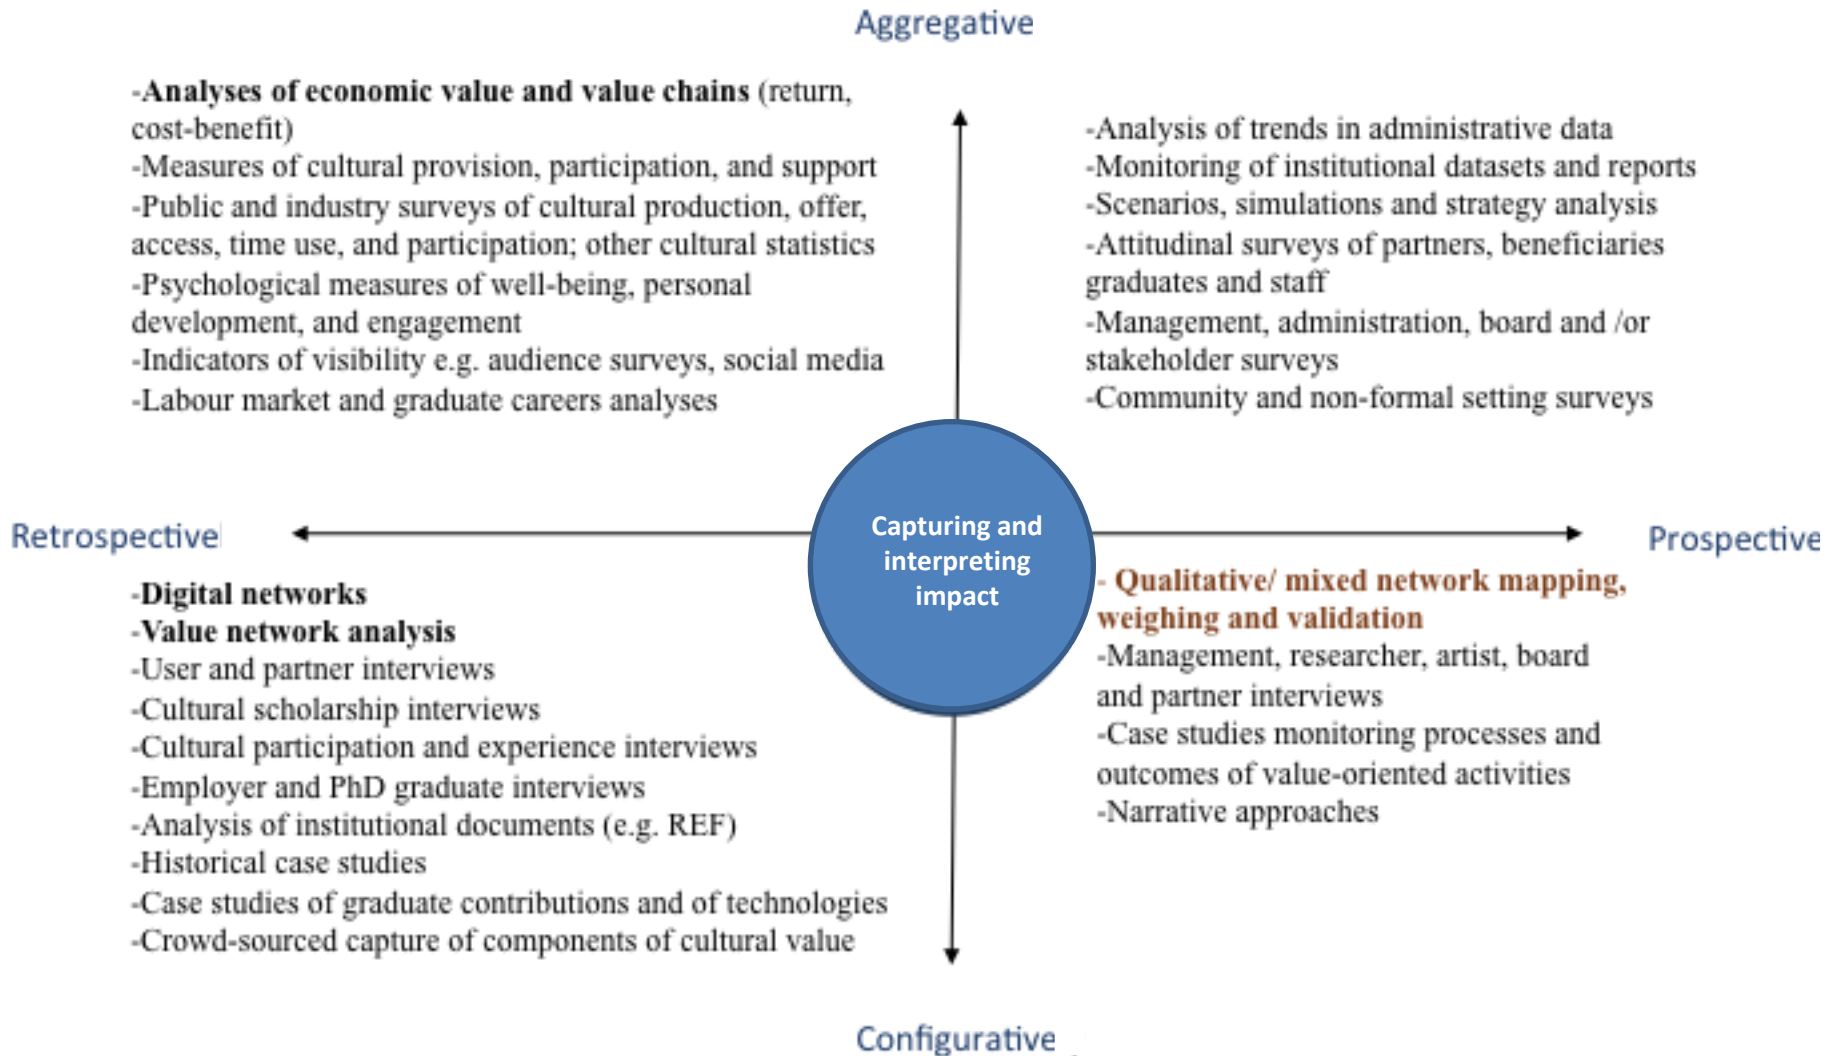 Aggregative
-Analyses of economic value and value chains (return,
cost-benefit)
-Measures of cultural provision, participation, and support
-Public and industry surveys of cultural production, offer,
access, time use, and participation; other cultural statistics
-Psychological measures of well-being, personal
development, and engagement
-Indicators of visibility e.g. audience surveys, social media
-Labour market and graduate careers analyses
-Analysis of trends in administrative data
-Monitoring of institutional datasets and reports
-Scenarios, simulations and strategy analysis
-Attitudinal surveys of partners, beneficiaries
graduates and staff
-Management, administration, board and /or
stakeholder surveys
-Community and non-formal setting surveys
Retrospective
Capturing and
interpreting
impact
Prospective
-Digital networks
-Value network analysis
-User and partner interviews
-Cultural scholarship interviews
-Cultural participation and experience interviews
-Employer and PhD graduate interviews
-Analysis of institutional documents (e.g. REF)
-Historical case studies
-Case studies of graduate contributions and of technologies
-Crowd-sourced capture of components of cultural value
- Qualitative/ mixed network mapping,
weighing and validation
-Management, researcher, artist, board
and partner interviews
-Case studies monitoring processes and
outcomes of value-oriented activities
-Narrative approaches
Configurative